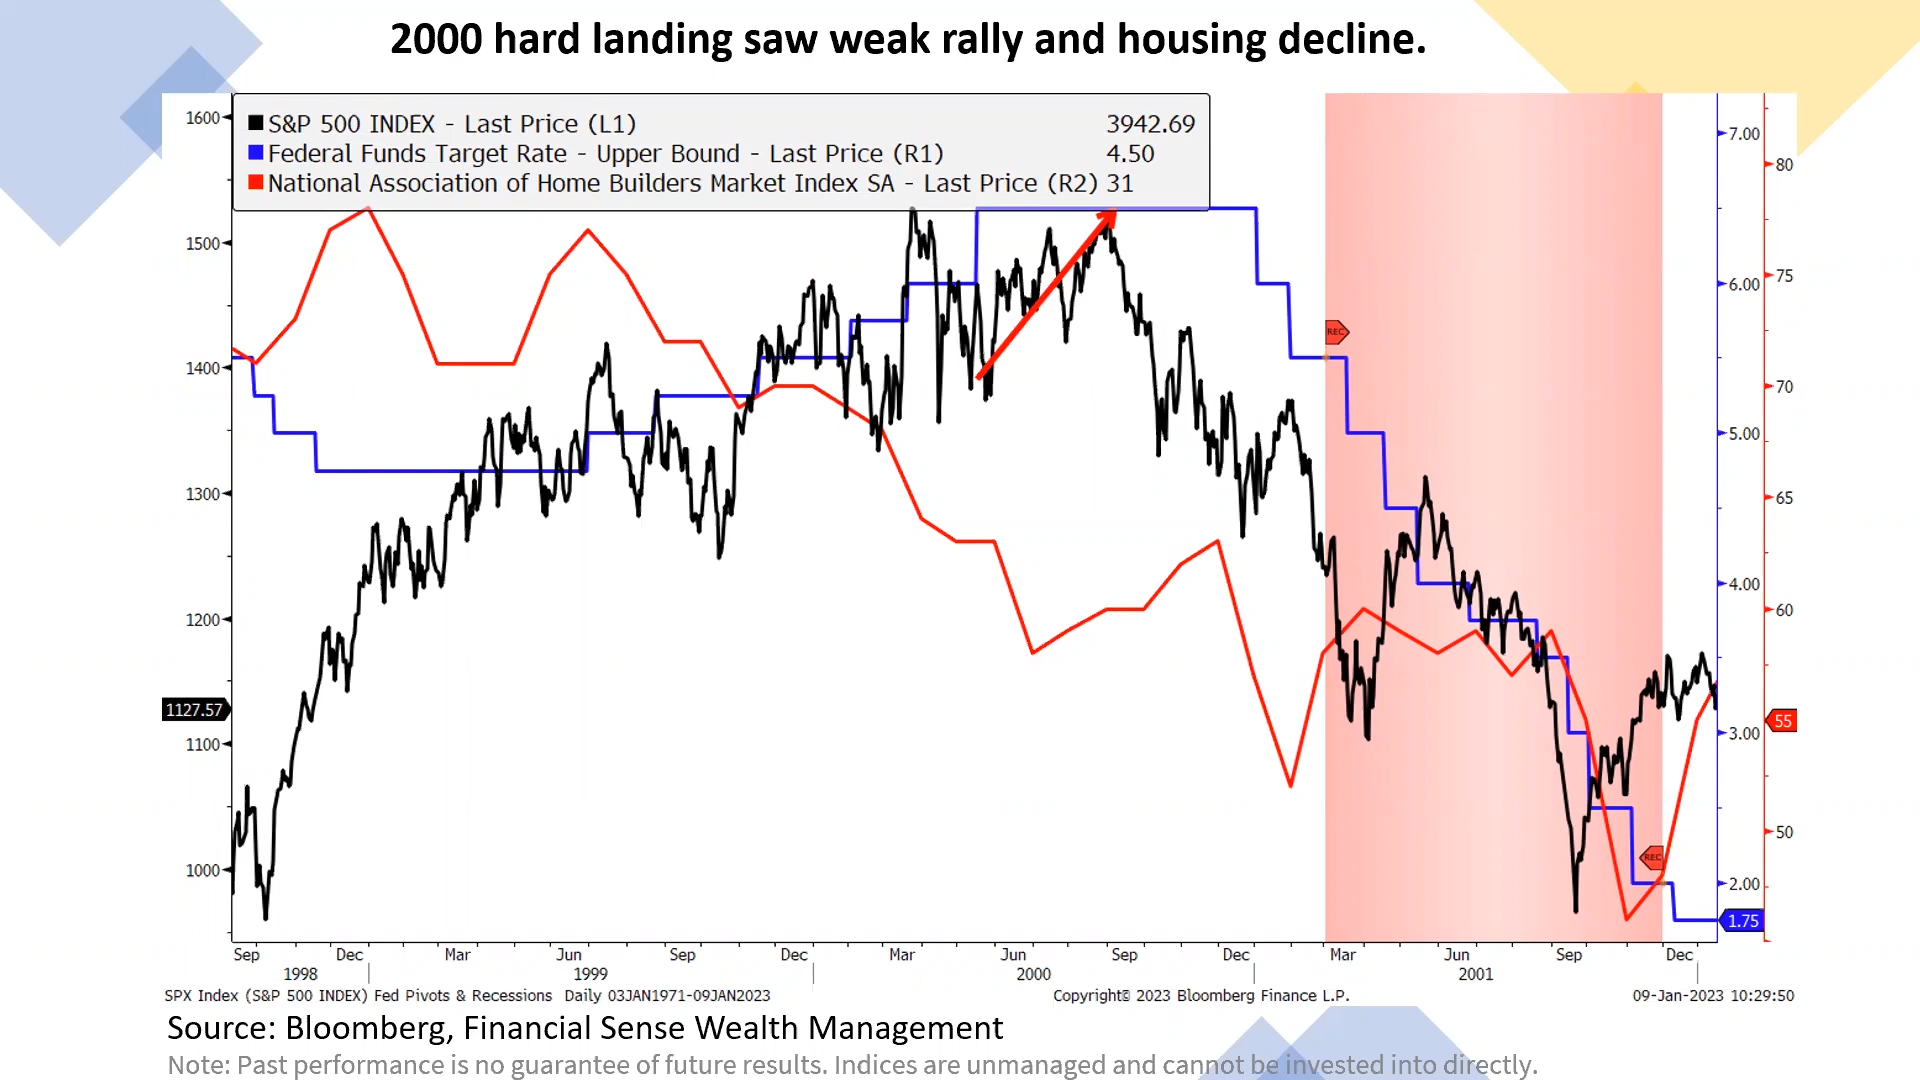 2000 hard landing saw weak rally and housing decline.
S&P 500 INDEX - Last Price (L1) 3942.69
Federal Funds Target Rate - Upper Bound - Last Price (R1) 4.50
National Association of Home Builders Market Index SA - Last Price (R2) 31
1600
1500
1400
1300
1200
1127.57
1100
1000
7.00
6.00
5.00
4.00
3.00
2.00
1.75
80
75
70
65
60
55
50
REC
REC
Sep Dec Mar Jun Sep Dec Mar Jun Sep Dec Mar Jun Sep Dec
1998 1999 2000 2001
SPX Index (S&P 500 INDEX) Fed Pivots & Recessions Daily 03JAN1971-09JAN2023 Copyright© 2023 Bloomberg Finance L.P. 09-Jan-2023 10:29:50
Source: Bloomberg, Financial Sense Wealth Management
Note: Past performance is no guarantee of future results. Indices are unmanaged and cannot be invested into directly.